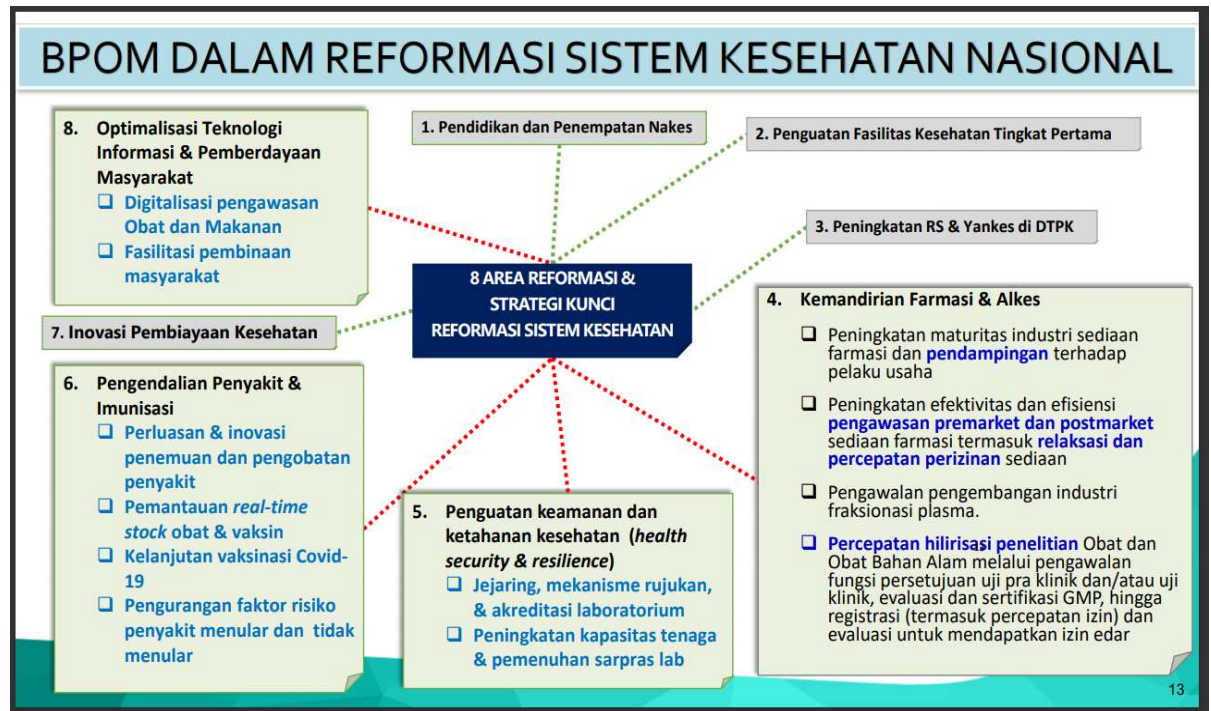 BPOM DALAM REFORMASI SISTEM KESEHATAN NASIONAL
8. Optimalisasi Teknologi
Informasi & Pemberdayaan
Masyarakat
❑ Digitalisasi pengawasan
Obat dan Makanan
❑ Fasilitasi pembinaan
masyarakat
1. Pendidikan dan Penempatan Nakes
2. Penguatan Fasilitas Kesehatan Tingkat Pertama
3. Peningkatan RS & Yankes di DTPK
8 AREA REFORMASI &
STRATEGI KUNCI
REFORMASI SISTEM KESEHATAN
4. Kemandirian Farmasi & Alkes
❑ Peningkatan maturitas industri sediaan
farmasi dan pendampingan terhadap
pelaku usaha
❑ Peningkatan efektivitas dan efisiensi
pengawasan premarket dan postmarket
sediaan farmasi termasuk relaksasi dan
percepatan perizinan sediaan
❑ Pengawalan pengembangan industri
fraksionasi plasma.
❑ Percepatan hilirisasi penelitian Obat dan
Obat Bahan Alam melalui pengawalan
fungsi persetujuan uji pra klinik dan/atau uji
klinik, evaluasi dan sertifikasi GMP, hingga
registrasi (termasuk percepatan izin) dan
evaluasi untuk mendapatkan izin edar
7. Inovasi Pembiayaan Kesehatan
6. Pengendalian Penyakit &
Imunisasi
❑ Perluasan & inovasi
penemuan dan pengobatan
penyakit
❑ Pemantauan real-time
stock obat & vaksin
❑ Kelanjutan vaksinasi Covid-
19
❑ Pengurangan faktor risiko
penyakit menular dan tidak
menular
5. Penguatan keamanan dan
ketahanan kesehatan (health
security & resilience)
❑ Jejaring, mekanisme rujukan,
& akreditasi laboratorium
❑ Peningkatan kapasitas tenaga
& pemenuhan sarpras lab
13